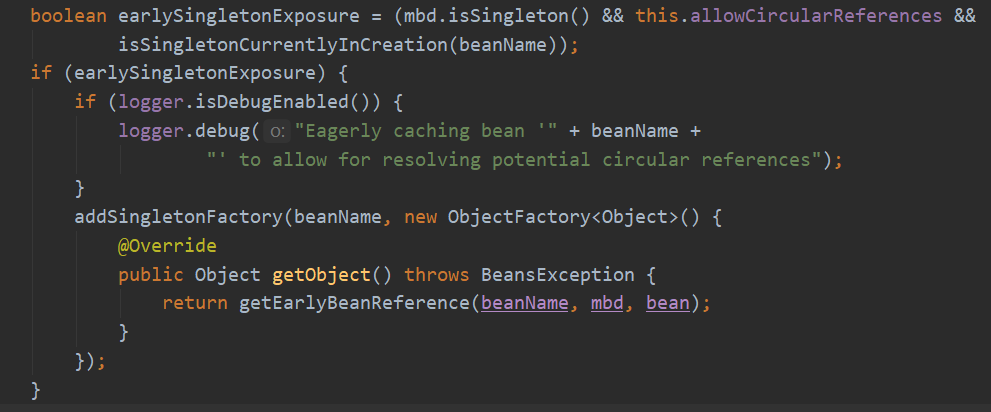 boolean earlySingletonExposure = (mbd.isSingleton() && this.allowCircularReferences &&
        isSingletonCurrentlyInCreation(beanName));
if (earlySingletonExposure) {
    if (logger.isDebugEnabled()) {
        logger.debug( o: "Eagerly caching bean '" + beanName +
                "' to allow for resolving potential circular references");
    }
    addSingletonFactory(beanName, new ObjectFactory<Object>() {
        @Override
        public Object getObject() throws BeansException {
            return getEarlyBeanReference(beanName, mbd, bean);
        }
    });
}